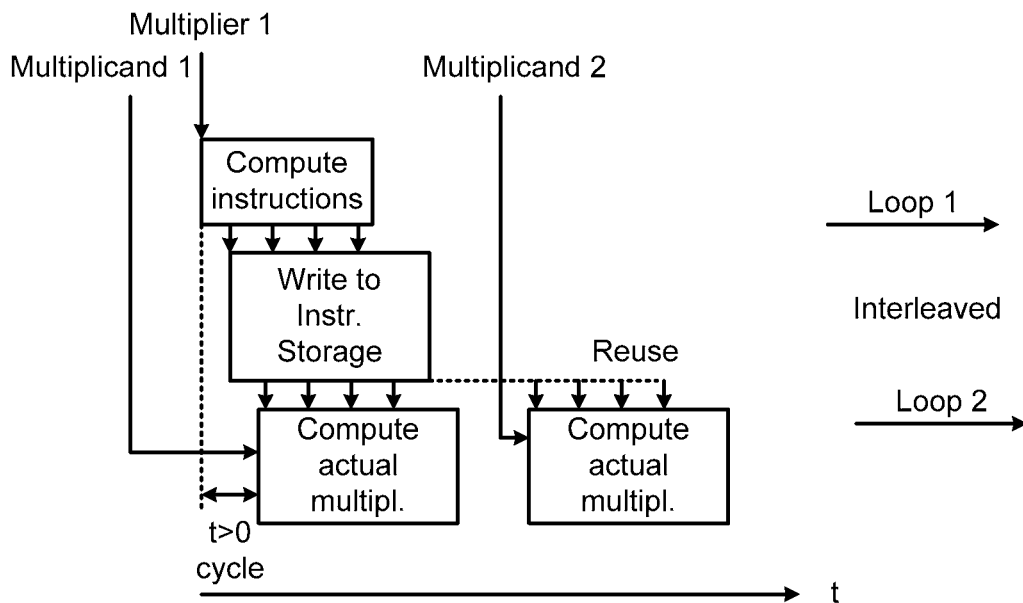 Multiplier 1
Multiplicand 1
Multiplicand 2
Compute
instructions
Loop 1
Write to
Instr.
Storage
Interleaved
Reuse
Loop 2
Compute
actual
multipl.
Compute
actual
multipl.
t>0
cycle
t